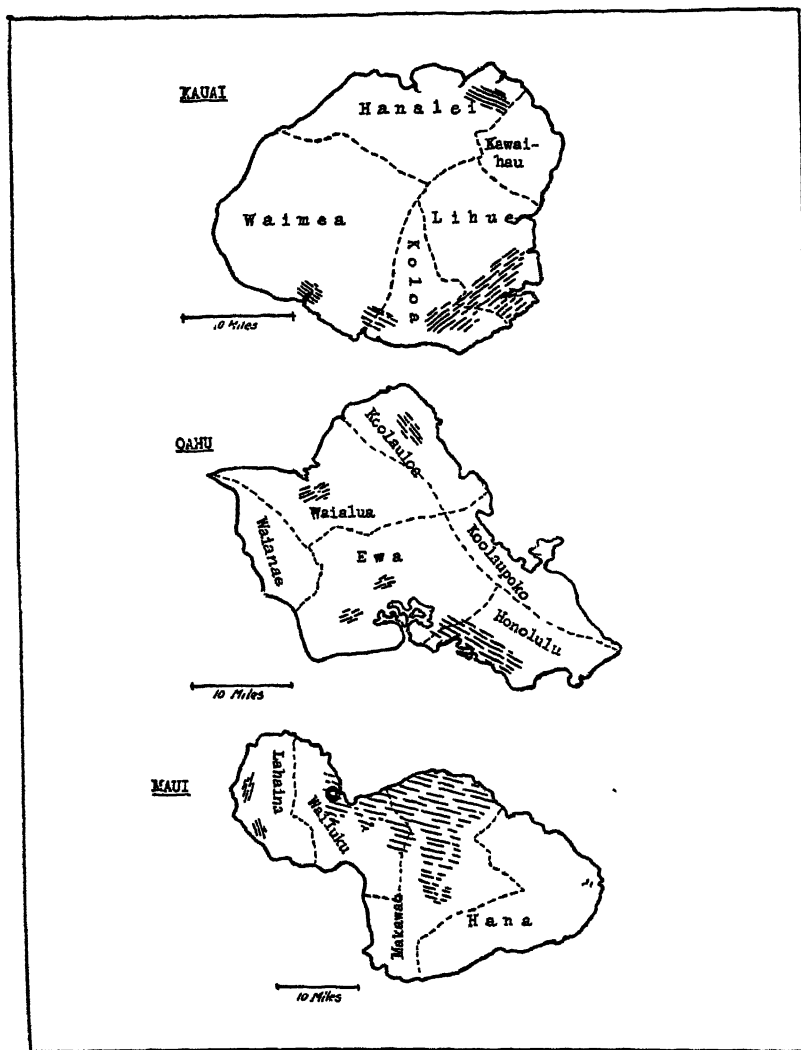 KAUAI
Hanalei
Kawai-
hau
Waimea
Lihue
Koloa
10 Miles
OAHU
Koolauloa
Waialua
Waianae
Ewa
Koolaupoko
Honolulu
10 Miles
MAUI
Lahaina
Wailuku
Makawao
Hana
10 Miles